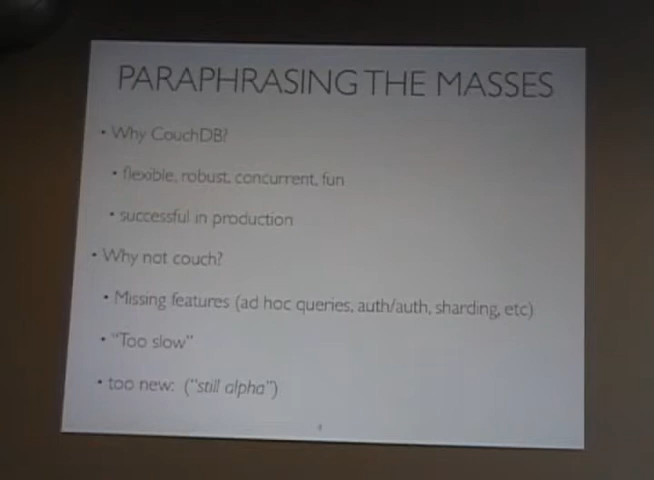 PARAPHRASING THE MASSES
• Why CouchDB?
• flexible, robust, concurrent, fun
• successful in production
• Why not couch?
• Missing features (ad hoc queries, auth/auth, sharding, etc)
• "Too slow"
• too new: ("still alpha")